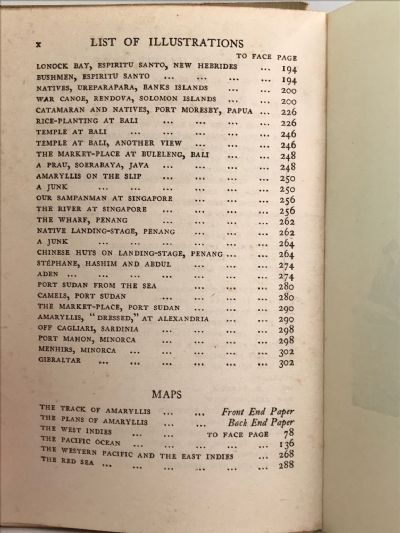 x LIST OF ILLUSTRATIONS
TO FACE PAGE
LONOCK BAY, ESPIRITU SANTO, NEW HEBRIDES ... 194
BUSHMEN, ESPIRITU SANTO ... ... ... ... 194
NATIVES, UREPARAPARA, BANKS ISLANDS ... ... 200
WAR CANOE, RENDOVA, SOLOMON ISLANDS ... ... 200
CATAMARAN AND NATIVES, PORT MORESBY, PAPUA ... 226
RICE-PLANTING AT BALI ... ... ... ... 226
TEMPLE AT BALI ... ... ... ... ... 246
TEMPLE AT BALI, ANOTHER VIEW ... ... ... 246
THE MARKET-PLACE AT BULELENG, BALI ... ... 248
A PRAU, SOERABAYA, JAVA ... ... ... ... 248
AMARYLLIS ON THE SLIP ... ... ... ... 250
A JUNK ... ... ... ... ... ... 250
OUR SAMPANMAN AT SINGAPORE ... ... ... 256
THE RIVER AT SINGAPORE ... ... ... ... 256
THE WHARF, PENANG ... ... ... ... 262
NATIVE LANDING-STAGE, PENANG ... ... ... 262
A JUNK ... ... ... ... ... ... 264
CHINESE HUTS ON LANDING-STAGE, PENANG ... ... 264
STÉPHANE, HASHIM AND ABDUL ... ... ... 274
ADEN ... ... ... ... ... ... ... 274
PORT SUDAN FROM THE SEA ... ... ... ... 280
CAMELS, PORT SUDAN ... ... ... ... 280
THE MARKET-PLACE, PORT SUDAN ... ... ... 290
AMARYLLIS, "DRESSED," AT ALEXANDRIA ... ... 290
OFF CAGLIARI, SARDINIA ... ... ... ... 298
PORT MAHON, MINORCA ... ... ... ... 298
MENHIRS, MINORCA ... ... ... ... ... 302
GIBRALTAR ... ... ... ... ... ... 302
MAPS
THE TRACK OF AMARYLLIS ... ... Front End Paper
THE PLANS OF AMARYLLIS ... ... Back End Paper
THE WEST INDIES ... ... TO FACE PAGE 78
THE PACIFIC OCEAN ... ... ... ... ... 136
THE WESTERN PACIFIC AND THE EAST INDIES ... 268
THE RED SEA ... ... ... ... ... ... 288